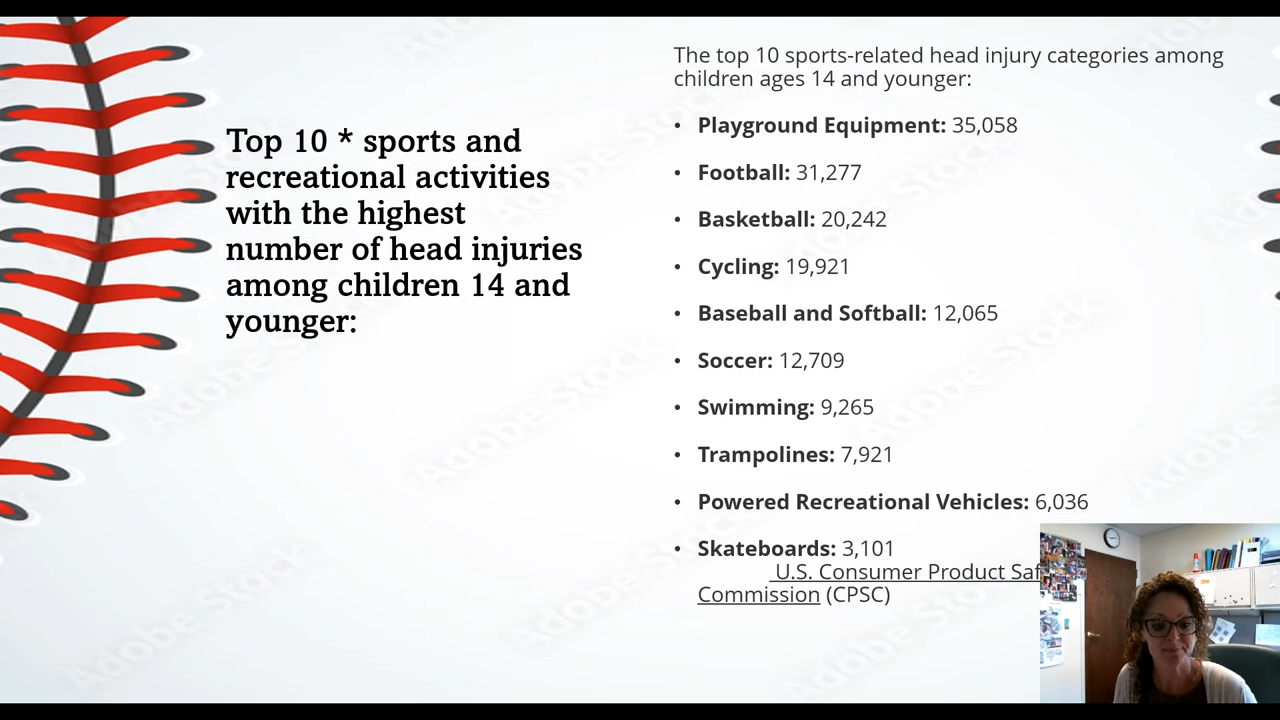 Top 10 * sports and
recreational activities
with the highest
number of head injuries
among children 14 and
younger:
The top 10 sports-related head injury categories among
children ages 14 and younger:
• Playground Equipment: 35,058
• Football: 31,277
• Basketball: 20,242
• Cycling: 19,921
• Baseball and Softball: 12,065
• Soccer: 12,709
• Swimming: 9,265
• Trampolines: 7,921
• Powered Recreational Vehicles: 6,036
• Skateboards: 3,101
U.S. Consumer Product
Commission (CPSC)
Adobe Stock